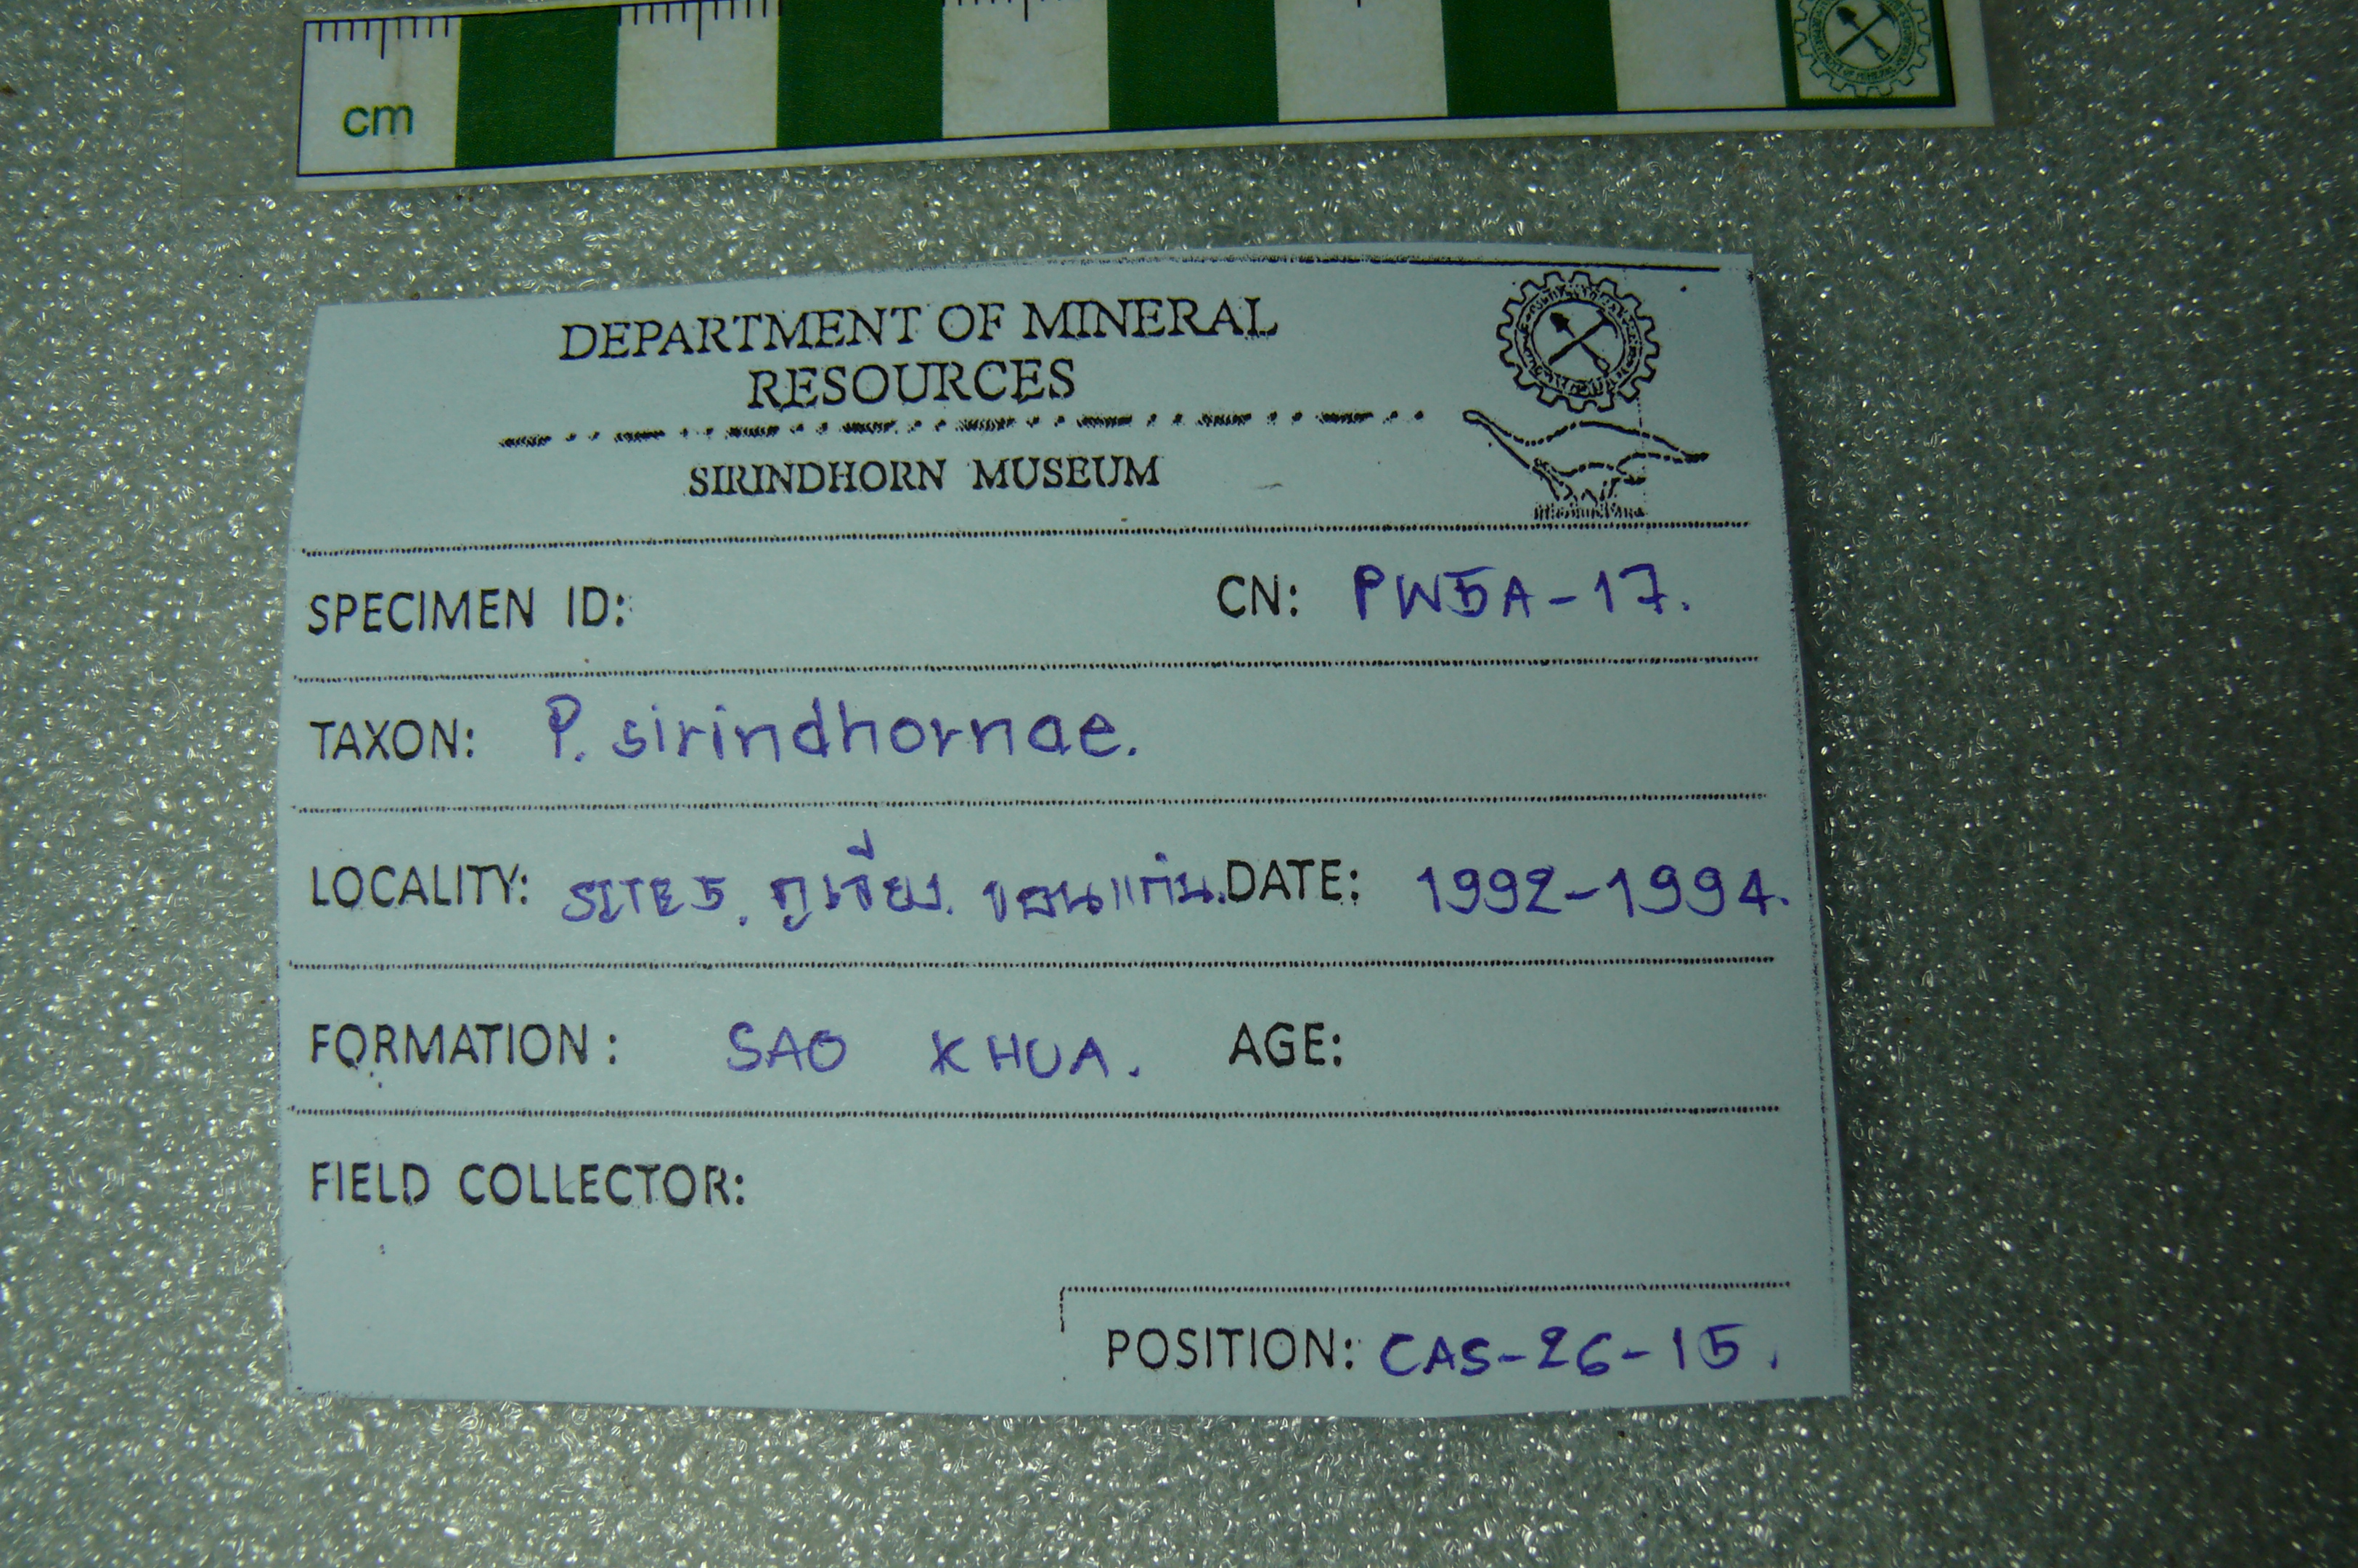 cm
DEPARTMENT OF MINERAL
RESOURCES
SIRINDHORN MUSEUM
SPECIMEN ID: CN: PW5A-17.
TAXON: P. sirindhornae.
LOCALITY: SITE 5. ภูเวียง. ขอนแก่น. DATE: 1992-1994.
FORMATION: SAO KHUA. AGE:
FIELD COLLECTOR:
POSITION: CAS-26-15.